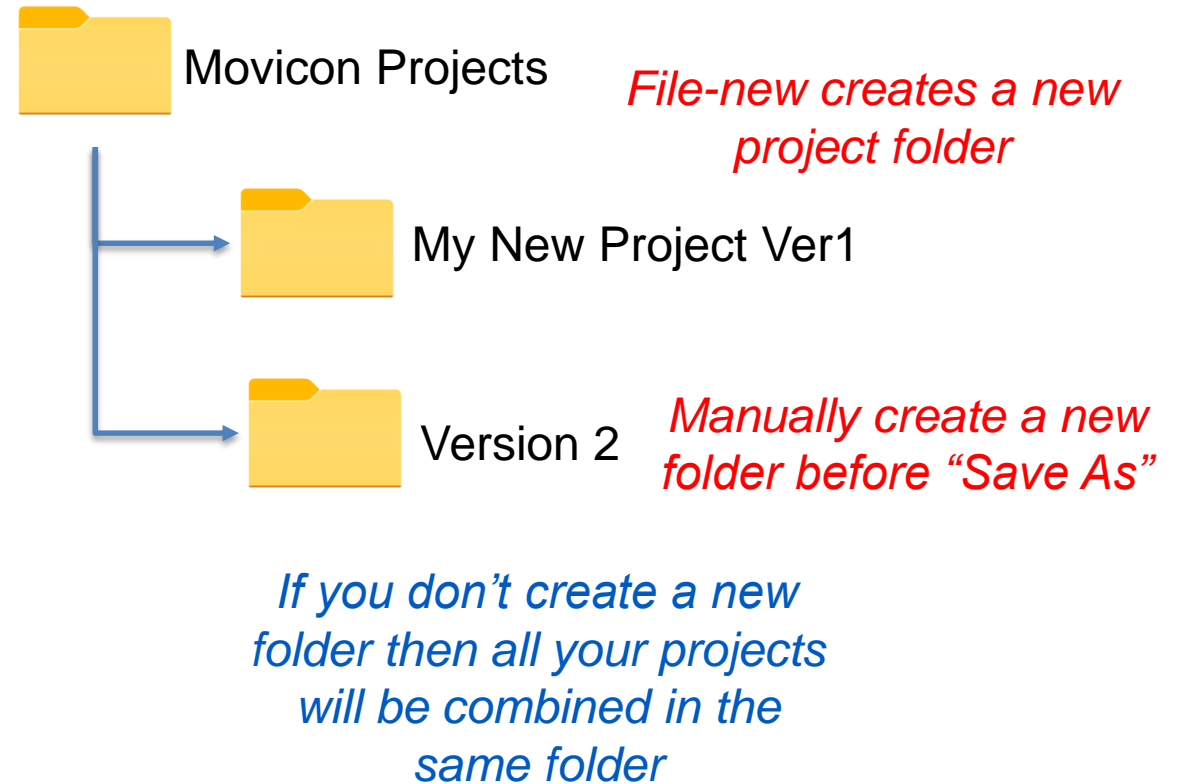 Movicon Projects
File-new creates a new
project folder
My New Project Ver1
Version 2
Manually create a new
folder before “Save As”
If you don’t create a new
folder then all your projects
will be combined in the
same folder